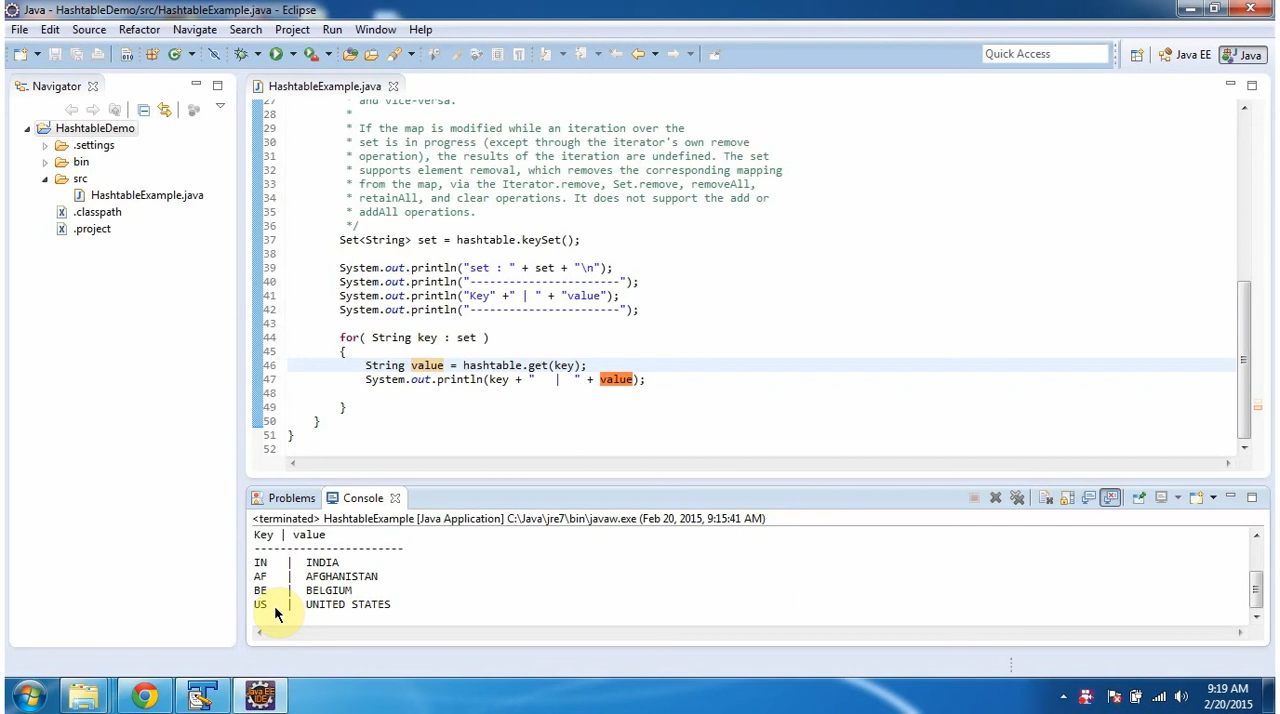 Java - HashtableDemo/src/HashtableExample.java - Eclipse
File Edit Source Refactor Navigate Search Project Run Window Help
Quick Access Java EE Java
Navigator
HashtableExample.java
HashtableDemo
.settings
bin
src
HashtableExample.java
.classpath
.project
27 * and vice-versa.
28 *
29 * If the map is modified while an iteration over the
30 * set is in progress (except through the iterator's own remove
31 * operation), the results of the iteration are undefined. The set
32 * supports element removal, which removes the corresponding mapping
33 * from the map, via the Iterator.remove, Set.remove, removeAll,
34 * retainAll, and clear operations. It does not support the add or
35 * addAll operations.
36 */
37 Set<String> set = hashtable.keySet();
38
39 System.out.println("set : " + set + "\n");
40 System.out.println("-----------------------");
41 System.out.println("Key" +" | " + "value");
42 System.out.println("-----------------------");
43
44 for( String key : set )
45 {
46 String value = hashtable.get(key);
47 System.out.println(key + "   |  " + value);
48
49 }
50 }
51 }
52
Problems Console
<terminated> HashtableExample [Java Application] C:\Java\jre7\bin\javaw.exe (Feb 20, 2015, 9:15:41 AM)
Key | value
-----------------------
IN | INDIA
AF | AFGHANISTAN
BE | BELGIUM
US | UNITED STATES
Java EE
IDE
9:19 AM
2/20/2015